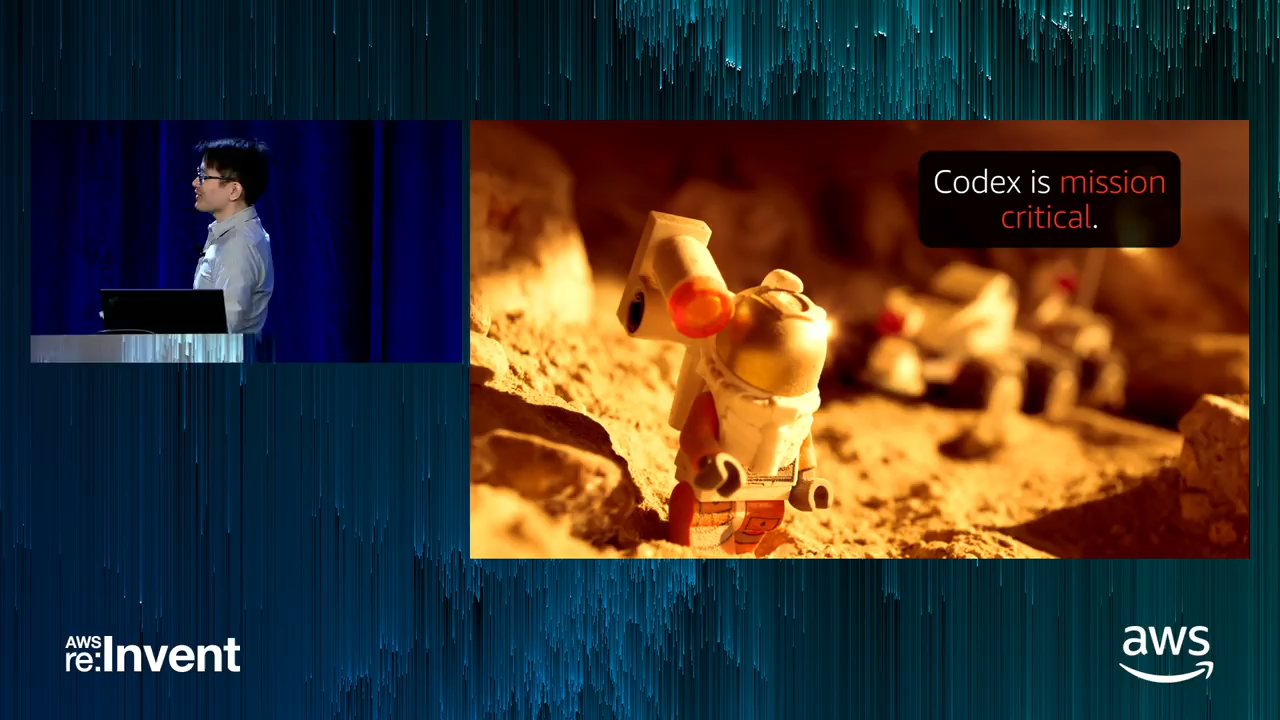 Codex is mission
critical.
AWS
re:Invent
aws